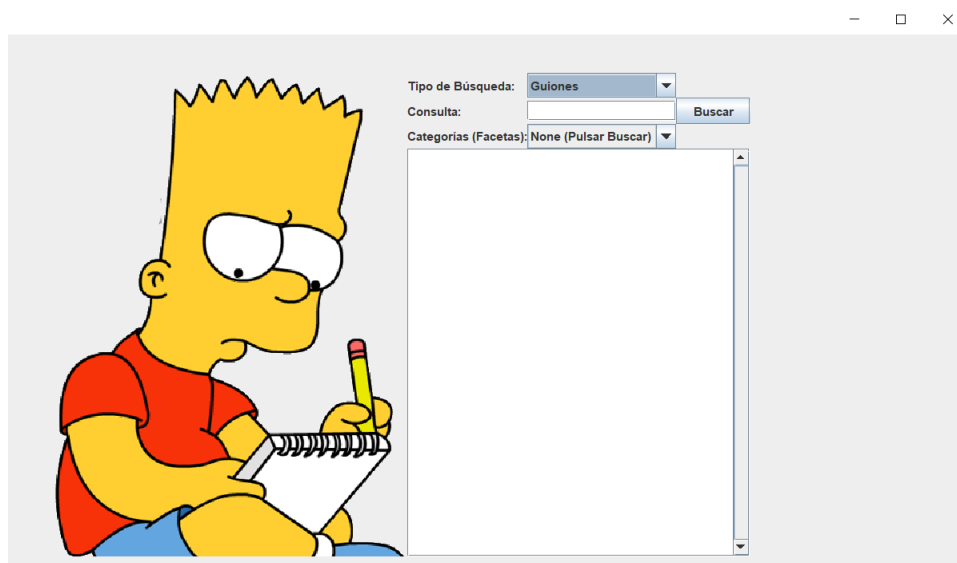 Tipo de Búsqueda: Guiones
Consulta: Buscar
Categorías (Facetas): None (Pulsar Buscar)